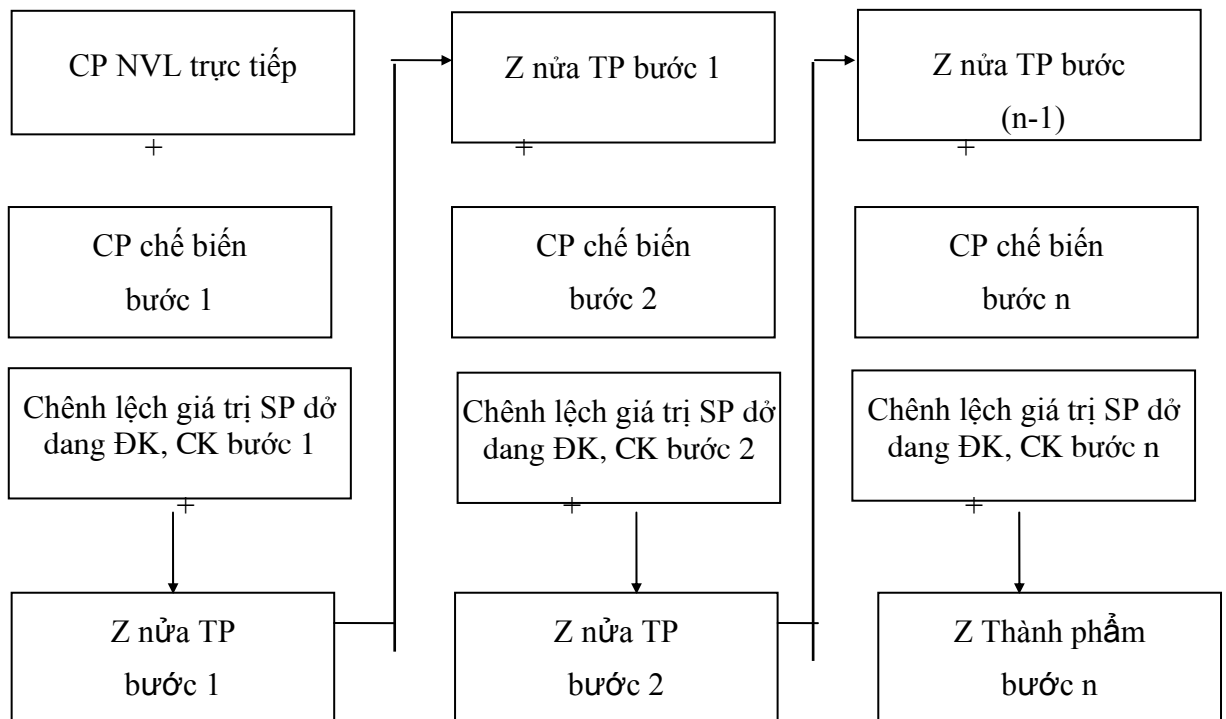 CP NVL trực tiếp
+
CP chế biến
bước 1
Chênh lệch giá trị SP dở
dang ĐK, CK bước 1
+
Z nửa TP
bước 1
Z nửa TP bước 1
+
CP chế biến
bước 2
Chênh lệch giá trị SP dở
dang ĐK, CK bước 2
+
Z nửa TP
bước 2
Z nửa TP bước
(n-1)
+
CP chế biến
bước n
Chênh lệch giá trị SP dở
dang ĐK, CK bước n
+
Z Thành phẩm
bước n